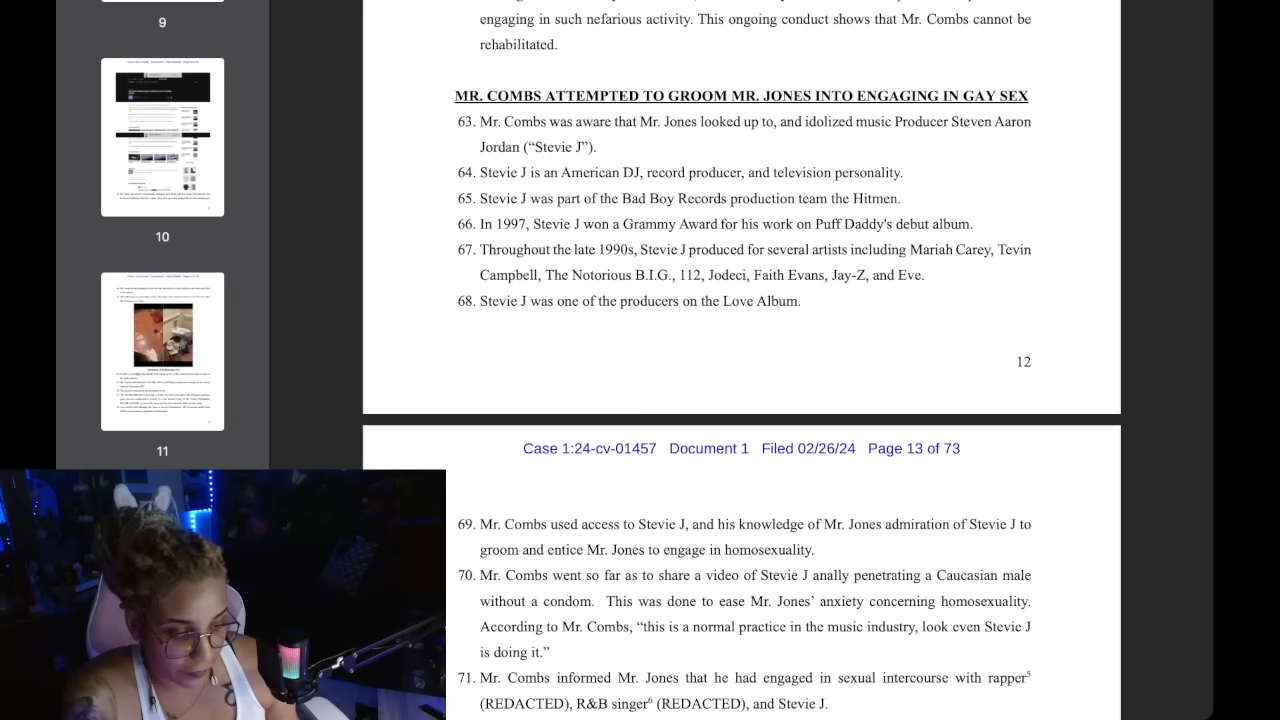 engaging in such nefarious activity. This ongoing conduct shows that Mr. Combs cannot be
rehabilitated.
MR. COMBS ATTEMPTED TO GROOM MR. JONES INTO ENGAGING IN GAY SEX
63. Mr. Combs was aware that Mr. Jones looked up to, and idolized music Producer Steven Aaron
Jordan (“Stevie J”).
64. Stevie J is an American DJ, record producer, and television personality.
65. Stevie J was part of the Bad Boy Records production team the Hitmen.
66. In 1997, Stevie J won a Grammy Award for his work on Puff Daddy's debut album.
67. Throughout the late 1990s, Stevie J produced for several artists including Mariah Carey, Tevin
Campbell, The Notorious B.I.G., 112, Jodeci, Faith Evans, Jay-Z, and Eve.
68. Stevie J was one of the producers on the Love Album.
12
Case 1:24-cv-01457 Document 1 Filed 02/26/24 Page 13 of 73
69. Mr. Combs used access to Stevie J, and his knowledge of Mr. Jones admiration of Stevie J to
groom and entice Mr. Jones to engage in homosexuality.
70. Mr. Combs went so far as to share a video of Stevie J anally penetrating a Caucasian male
without a condom. This was done to ease Mr. Jones’ anxiety concerning homosexuality.
According to Mr. Combs, “this is a normal practice in the music industry, look even Stevie J
is doing it.”
71. Mr. Combs informed Mr. Jones that he had engaged in sexual intercourse with rapper5
(REDACTED), R&B singer6 (REDACTED), and Stevie J.
9
10
11